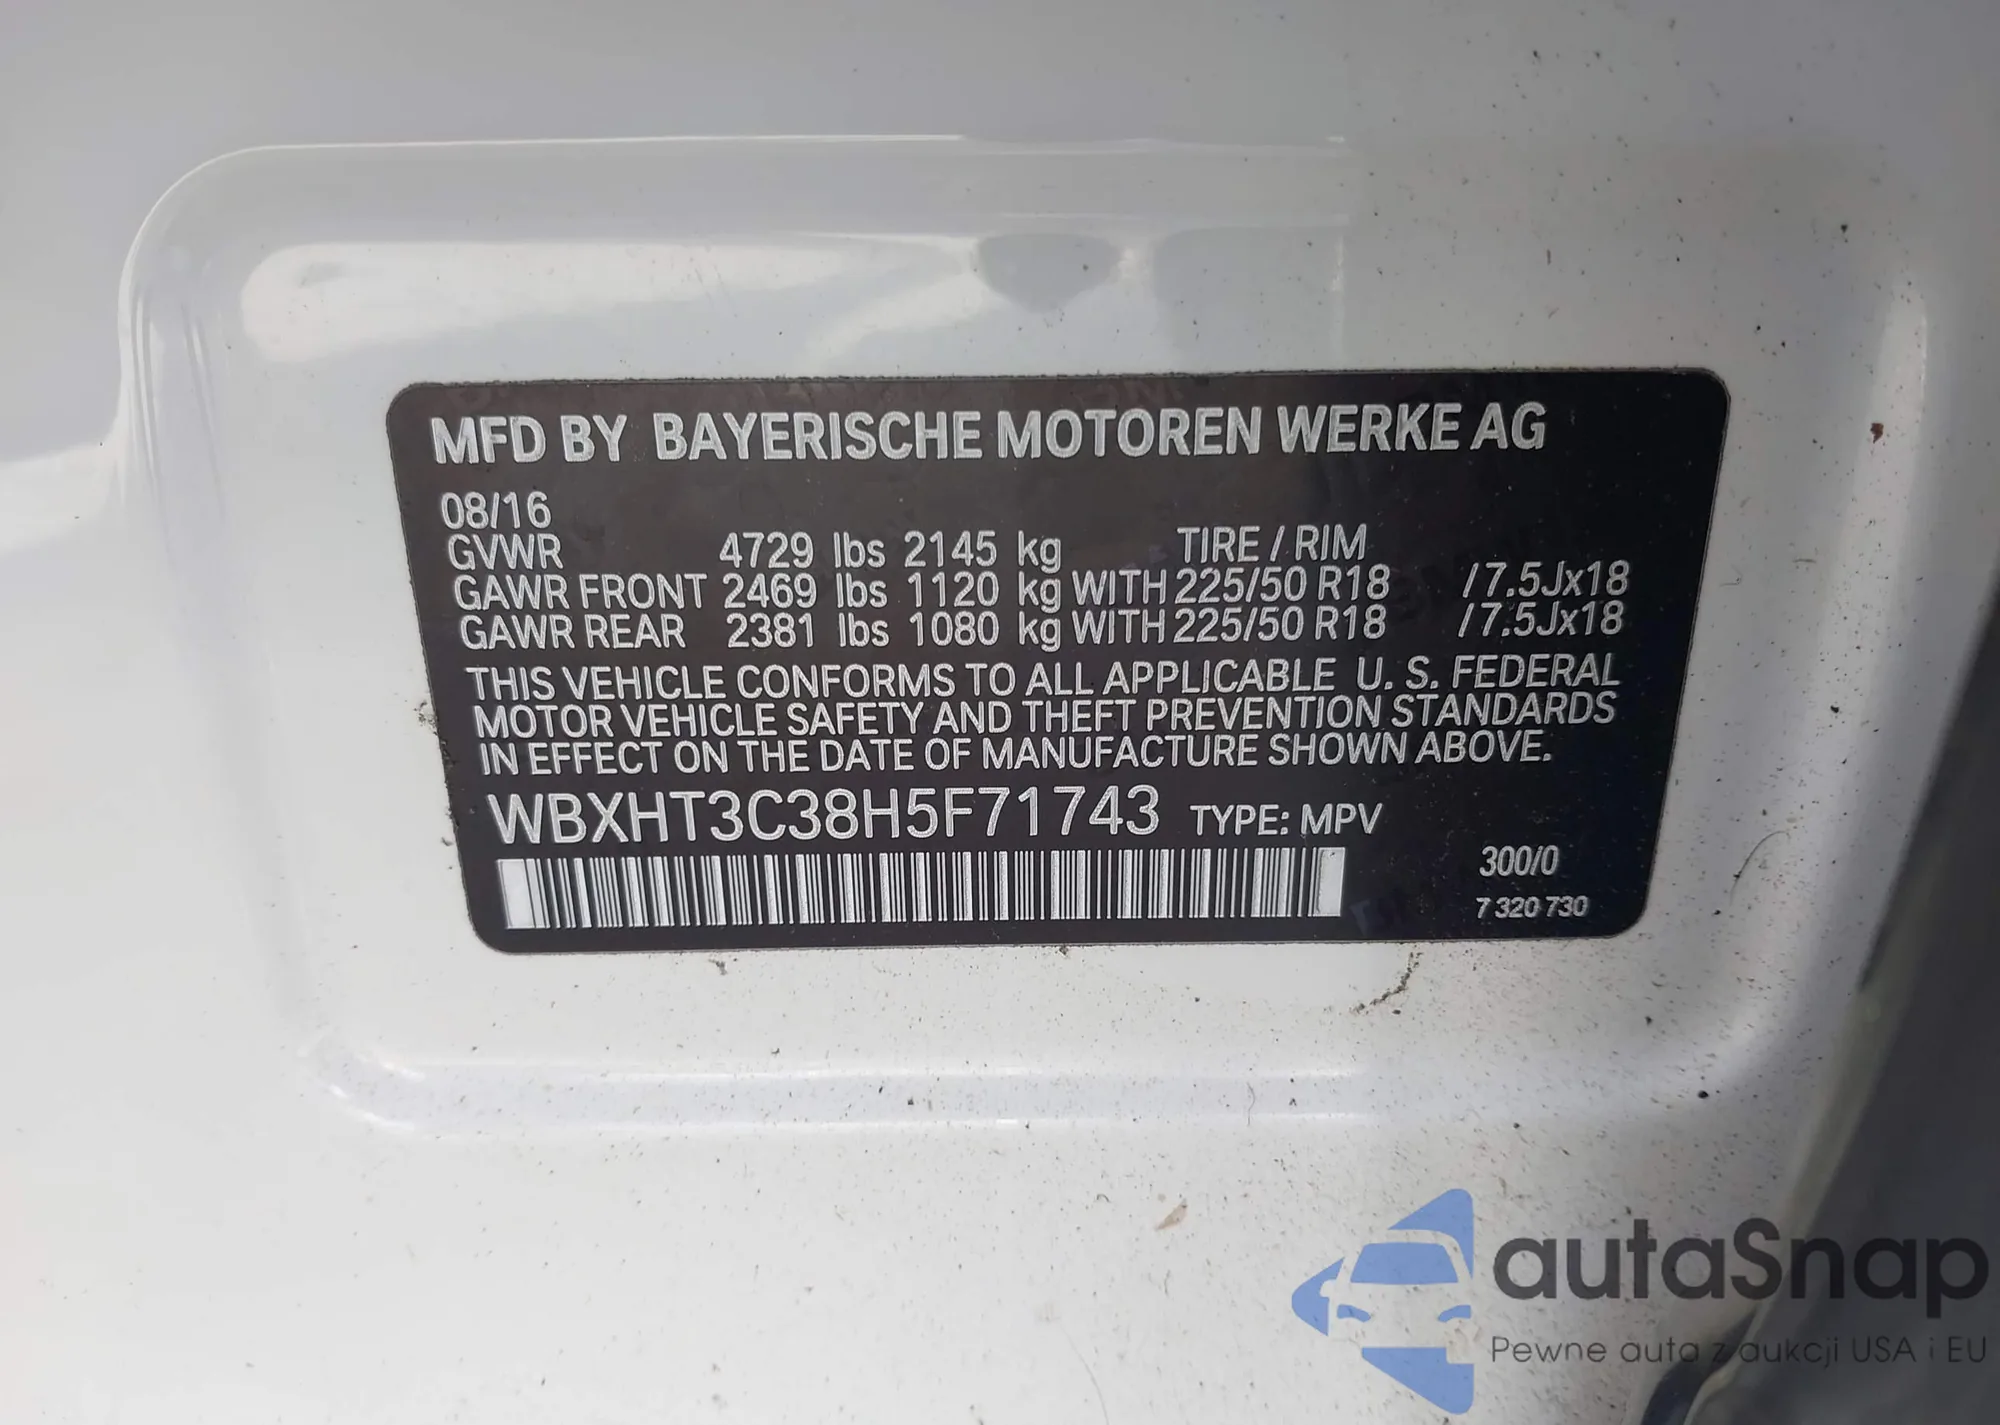 MFD BY BAYERISCHE MOTOREN WERKE AG
08/16
GVWR 4729 lbs 2145 kg TIRE / RIM
GAWR FRONT 2469 lbs 1120 kg WITH 225/50 R18 /7.5Jx18
GAWR REAR 2381 lbs 1080 kg WITH 225/50 R18 /7.5Jx18
THIS VEHICLE CONFORMS TO ALL APPLICABLE U. S. FEDERAL
MOTOR VEHICLE SAFETY AND THEFT PREVENTION STANDARDS
IN EFFECT ON THE DATE OF MANUFACTURE SHOWN ABOVE.
WBXHT3C38H5F71743 TYPE: MPV
300/0
7 320 730
autaSnap
Pewne auta z aukcji USA i EU